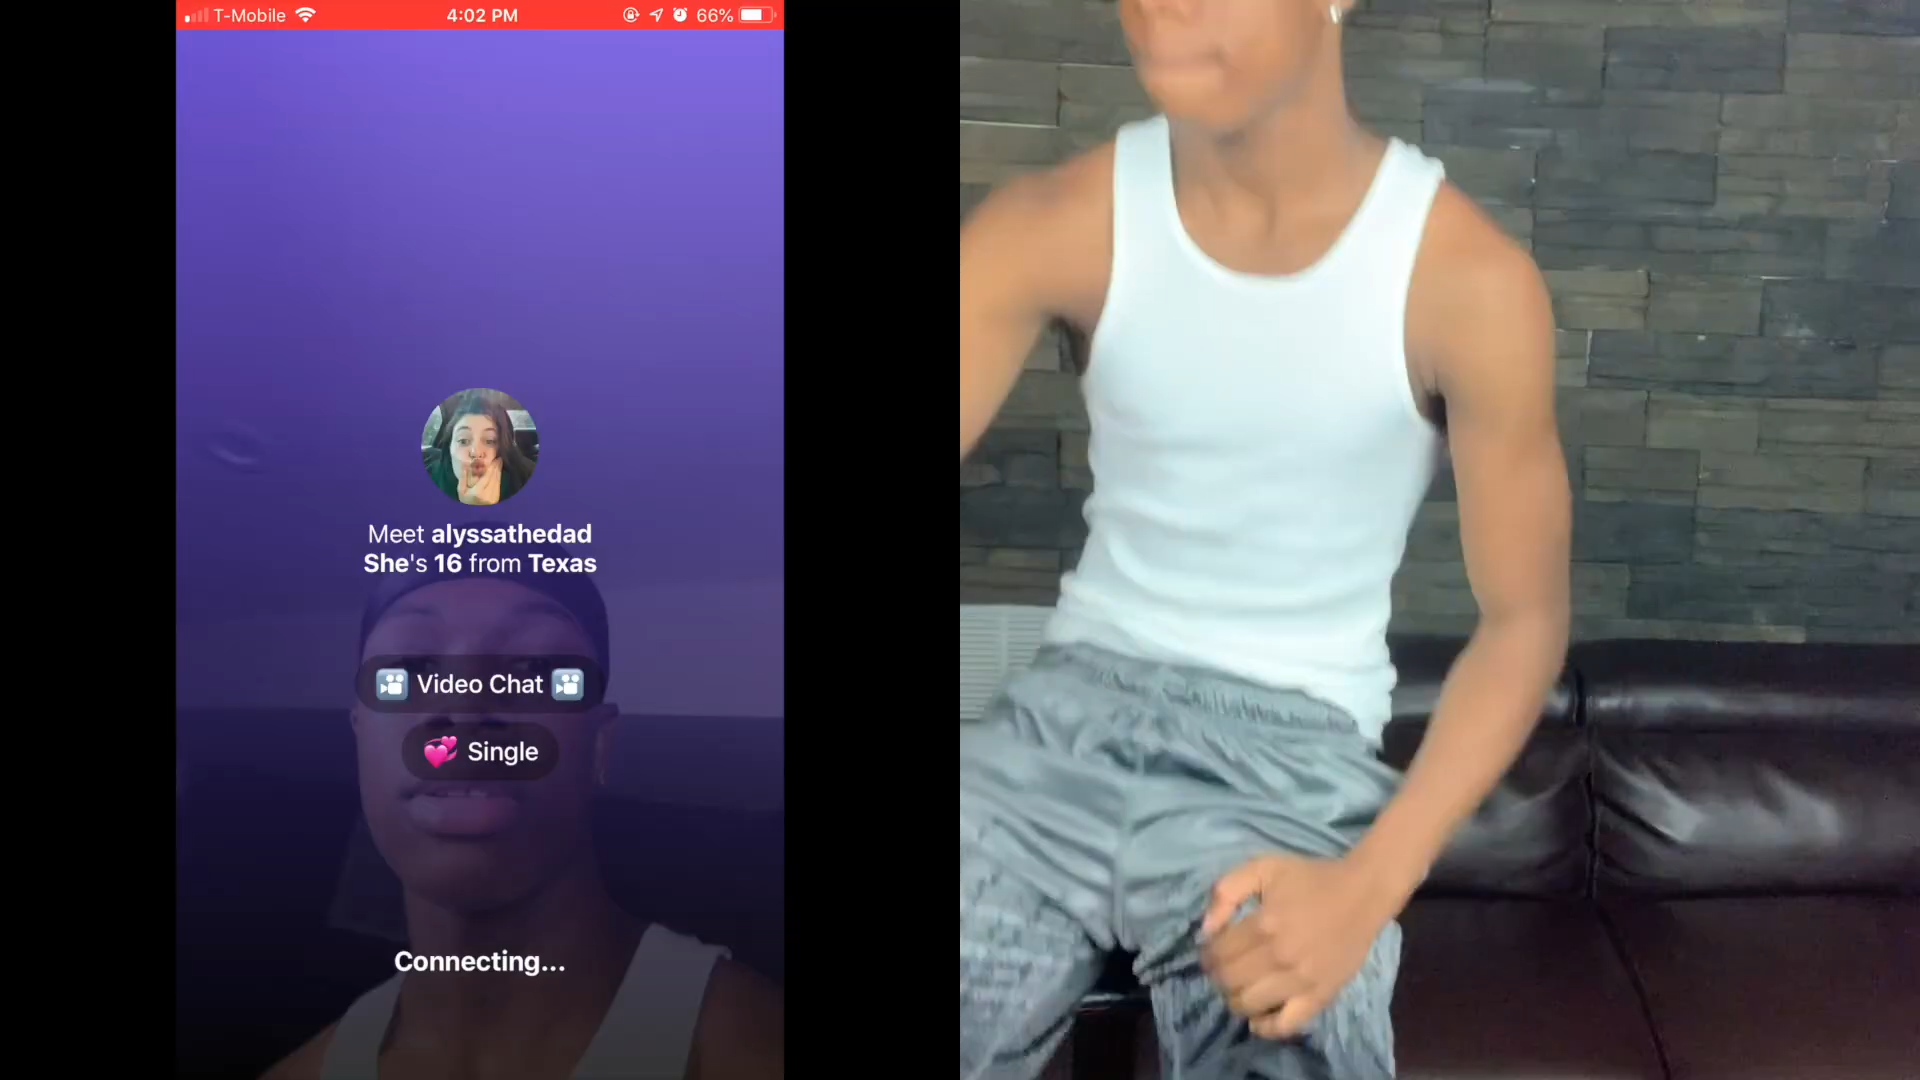 T-Mobile 4:02 PM 66%
Meet alyssathedad
She's 16 from Texas
Video Chat
Single
Connecting...